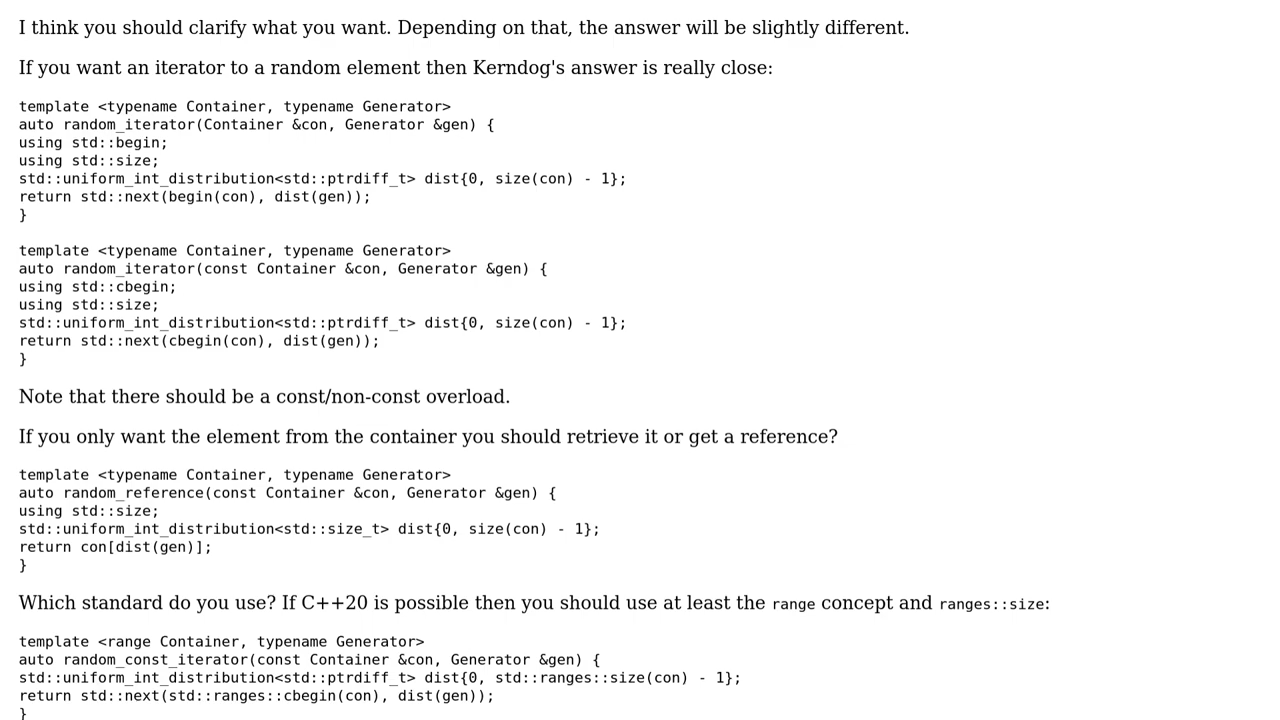 I think you should clarify what you want. Depending on that, the answer will be slightly different.
If you want an iterator to a random element then Kerndog's answer is really close:
template <typename Container, typename Generator>
auto random_iterator(Container &con, Generator &gen) {
using std::begin;
using std::size;
std::uniform_int_distribution<std::ptrdiff_t> dist{0, size(con) - 1};
return std::next(begin(con), dist(gen));
}
template <typename Container, typename Generator>
auto random_iterator(const Container &con, Generator &gen) {
using std::cbegin;
using std::size;
std::uniform_int_distribution<std::ptrdiff_t> dist{0, size(con) - 1};
return std::next(cbegin(con), dist(gen));
}
Note that there should be a const/non-const overload.
If you only want the element from the container you should retrieve it or get a reference?
template <typename Container, typename Generator>
auto random_reference(const Container &con, Generator &gen) {
using std::size;
std::uniform_int_distribution<std::size_t> dist{0, size(con) - 1};
return con[dist(gen)];
}
Which standard do you use? If C++20 is possible then you should use at least the range concept and ranges::size:
template <range Container, typename Generator>
auto random_const_iterator(const Container &con, Generator &gen) {
std::uniform_int_distribution<std::ptrdiff_t> dist{0, std::ranges::size(con) - 1};
return std::next(std::ranges::cbegin(con), dist(gen));
}